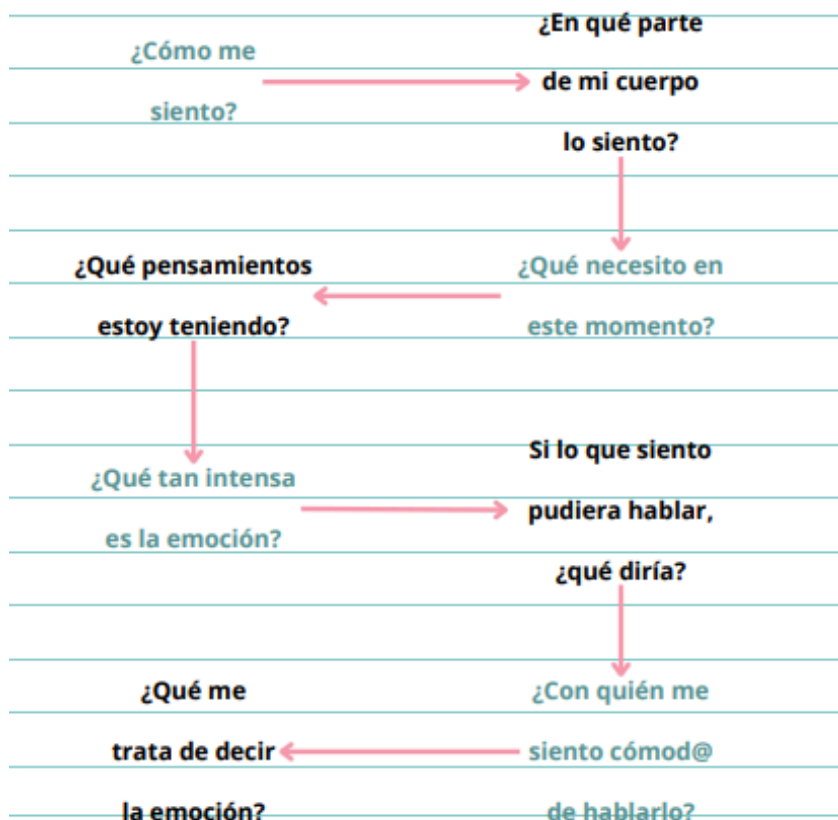 ¿Cómo me
siento?
¿En qué parte
de mi cuerpo
lo siento?
¿Qué necesito en
este momento?
¿Qué pensamientos
estoy teniendo?
¿Qué tan intensa
es la emoción?
Si lo que siento
pudiera hablar,
¿qué diría?
¿Con quién me
siento cómod@
de hablarlo?
¿Qué me
trata de decir
la emoción?